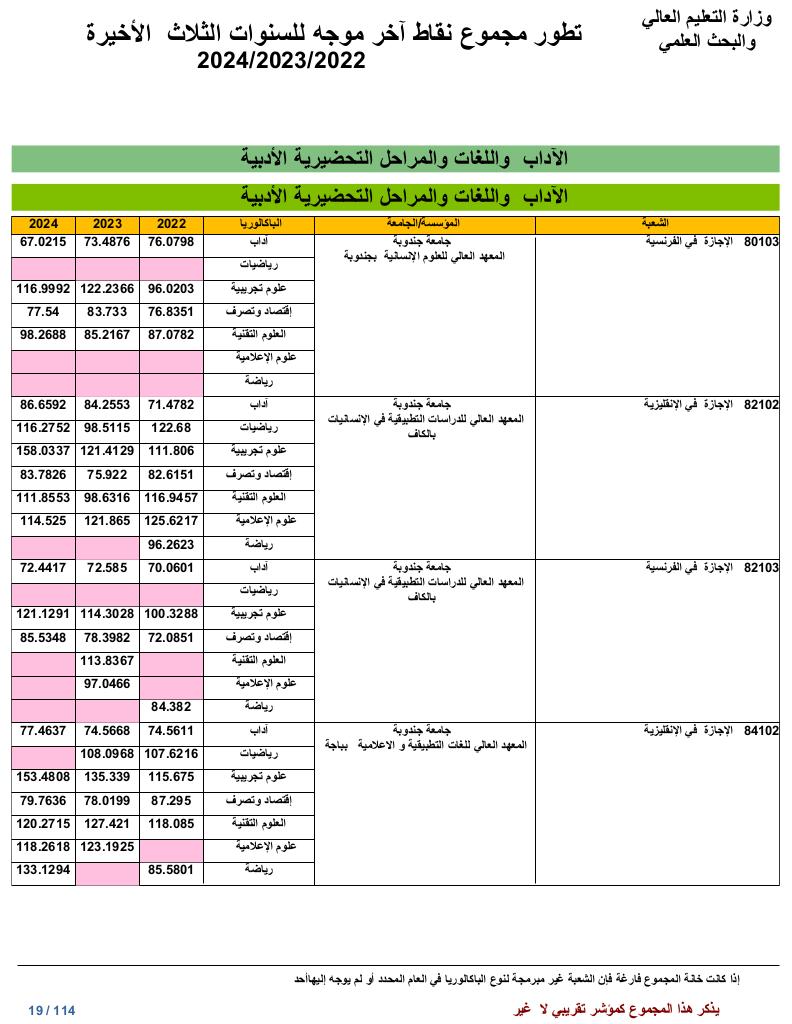 وزارة التعليم العالي
والبحث العلمي
تطور مجموع نقاط آخر موجه للسنوات الثلاث الأخيرة
2024/2023/2022
الآداب واللغات والمراحل التحضيرية الأدبية
الآداب واللغات والمراحل التحضيرية الأدبية
الشعبة المؤسسة/الجامعة الباكالوريا 2022 2023 2024
80103 الإجازة في الفرنسية جامعة جندوبة آداب 76.0798 73.4876 67.0215
المعهد العالي للعلوم الإنسانية بجندوبة
رياضيات
علوم تجريبية 96.0203 122.2366 116.9992
إقتصاد وتصرف 76.8351 83.733 77.54
العلوم التقنية 87.0782 85.2167 98.2688
علوم الإعلامية
رياضة
82102 الإجازة في الإنقليزية جامعة جندوبة آداب 71.4782 84.2553 86.6592
المعهد العالي للدراسات التطبيقية في الإنسانيات
رياضيات 122.68 98.5115 116.2752
بالكاف
علوم تجريبية 111.806 121.4129 158.0337
إقتصاد وتصرف 82.6151 75.922 83.7826
العلوم التقنية 116.9457 98.6316 111.8553
علوم الإعلامية 125.6217 121.865 114.525
رياضة 96.2623
82103 الإجازة في الفرنسية جامعة جندوبة آداب 70.0601 72.585 72.4417
المعهد العالي للدراسات التطبيقية في الإنسانيات
رياضيات
بالكاف
علوم تجريبية 100.3288 114.3028 121.1291
إقتصاد وتصرف 72.0851 78.3982 85.5348
العلوم التقنية 113.8367
علوم الإعلامية 97.0466
رياضة 84.382
84102 الإجازة في الإنقليزية جامعة جندوبة آداب 74.5611 74.5668 77.4637
المعهد العالي للغات التطبيقية و الاعلامية بباجة
رياضيات 107.6216 108.0968
علوم تجريبية 115.675 135.339 153.4808
إقتصاد وتصرف 87.295 78.0199 79.7636
العلوم التقنية 118.085 127.421 120.2715
علوم الإعلامية 123.1925 118.2618
رياضة 85.5801 133.1294
إذا كانت خانة المجموع فارغة فإن الشعبة غير مبرمجة لنوع الباكالوريا في العام المحدد أو لم يوجه إليهاأحد
يذكر هذا المجموع كمؤشر تقريبي لا غير
19 / 114